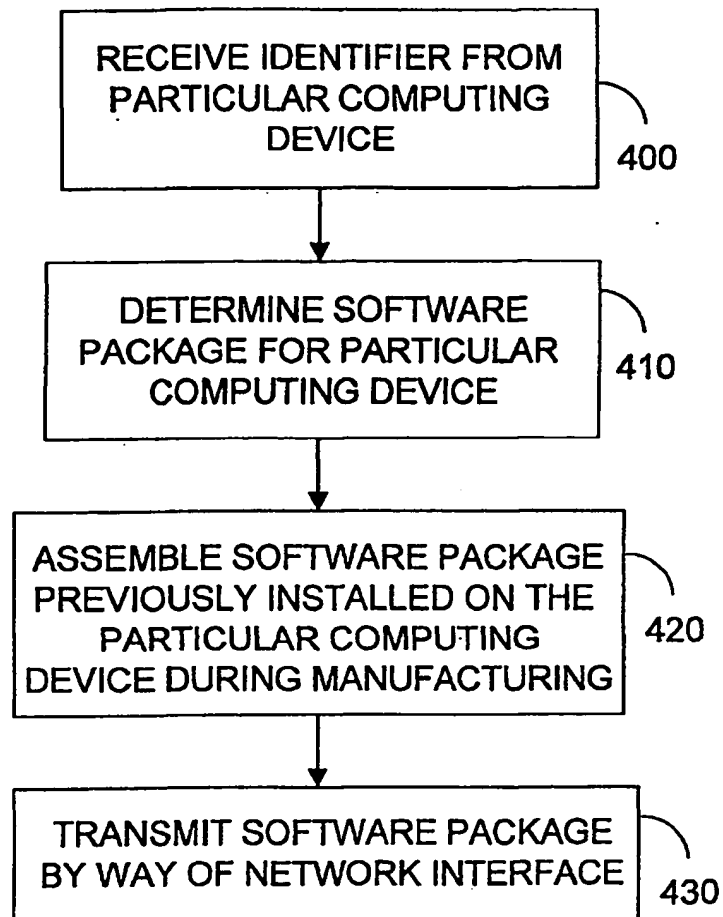 RECEIVE IDENTIFIER FROM
PARTICULAR COMPUTING
DEVICE
400
DETERMINE SOFTWARE
PACKAGE FOR PARTICULAR
COMPUTING DEVICE
410
ASSEMBLE SOFTWARE PACKAGE
PREVIOUSLY INSTALLED ON THE
PARTICULAR COMPUTING
DEVICE DURING MANUFACTURING
420
TRANSMIT SOFTWARE PACKAGE
BY WAY OF NETWORK INTERFACE
430